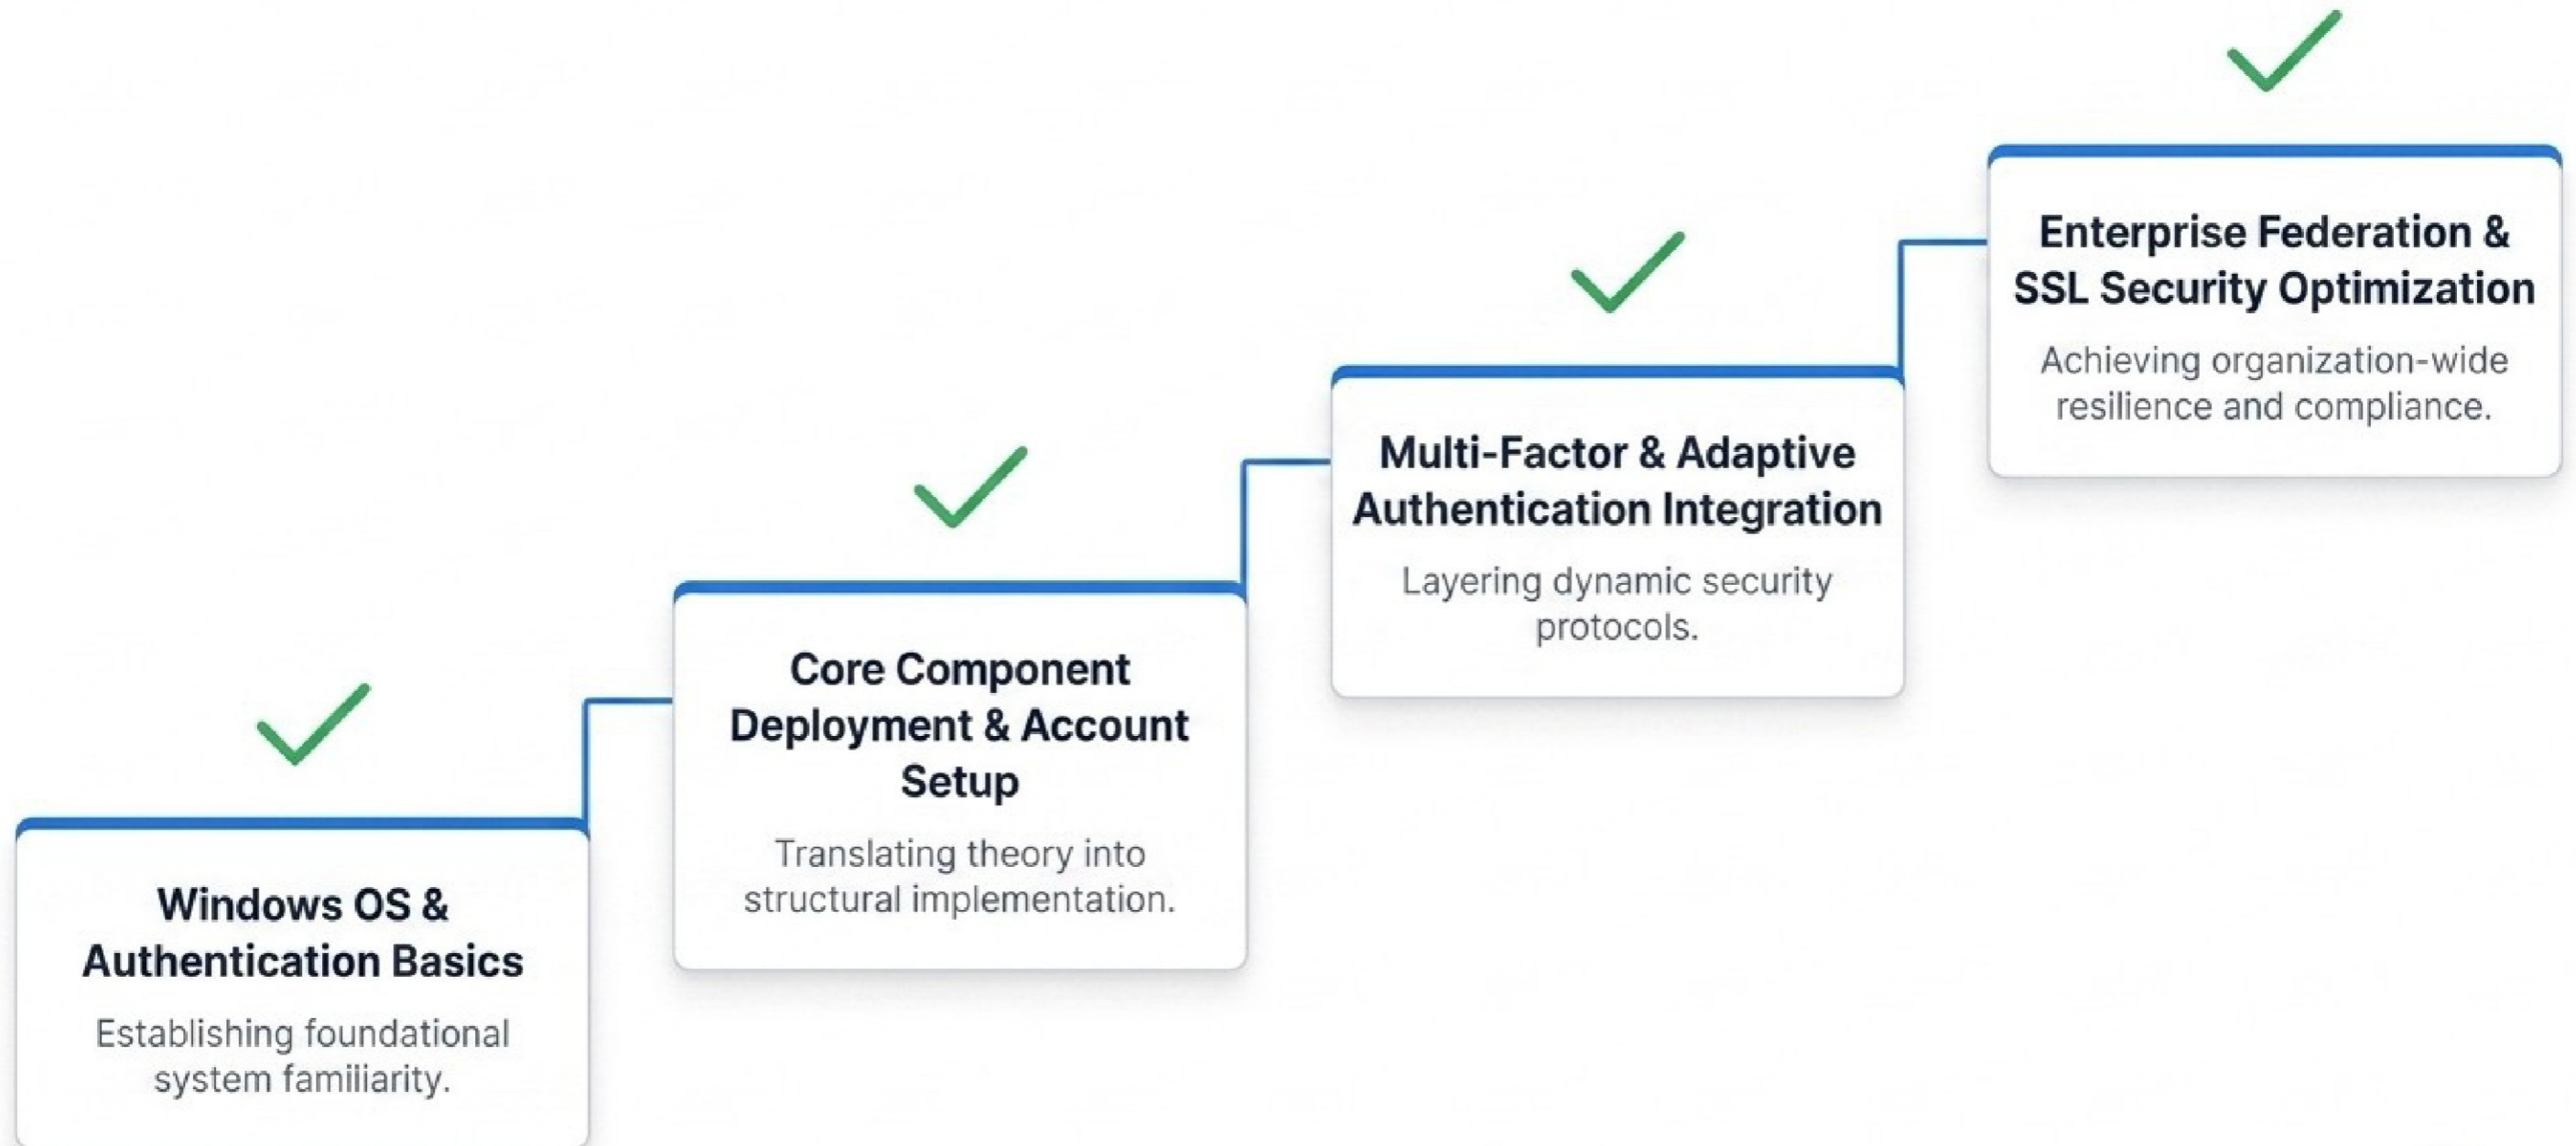 Windows OS &
Authentication Basics
Establishing foundational
system familiarity.
Core Component
Deployment & Account
Setup
Translating theory into
structural implementation.
Multi-Factor & Adaptive
Authentication Integration
Layering dynamic security
protocols.
Enterprise Federation &
SSL Security Optimization
Achieving organization-wide
resilience and compliance.